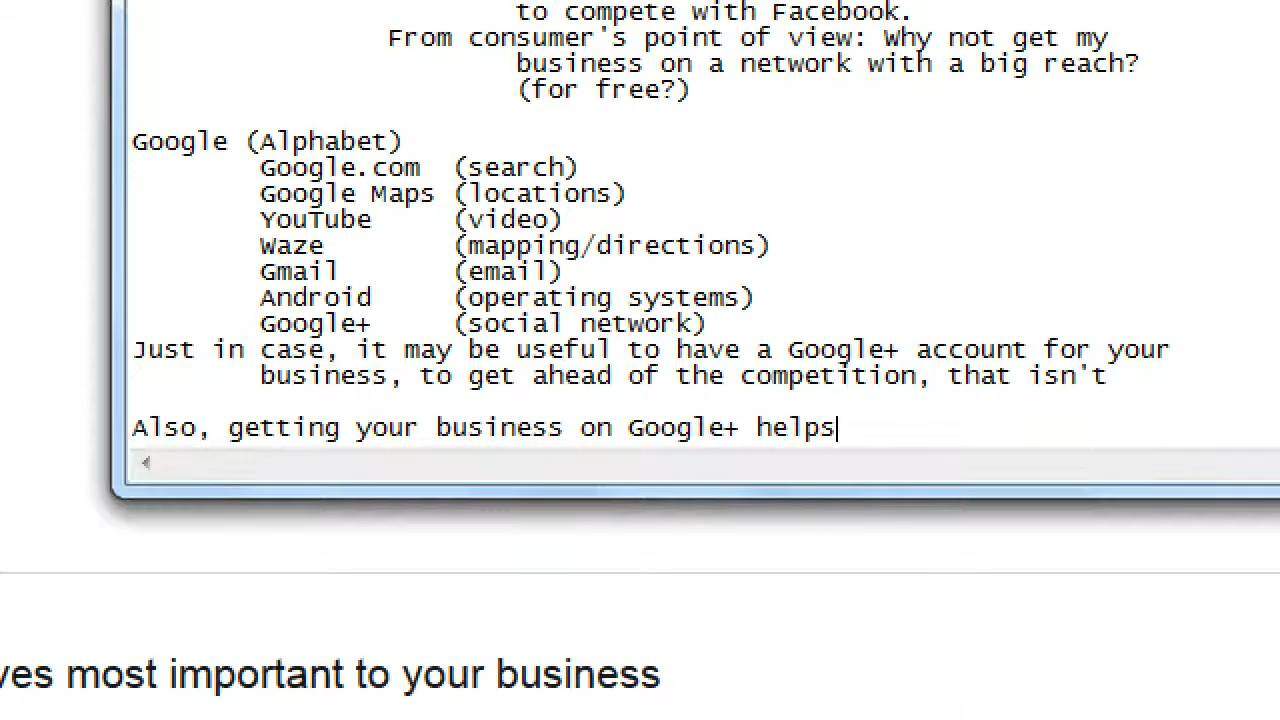 to compete with Facebook.
From consumer's point of view: Why not get my
business on a network with a big reach?
(for free?)
Google (Alphabet)
Google.com (search)
Google Maps (locations)
YouTube (video)
Waze (mapping/directions)
Gmail (email)
Android (operating systems)
Google+ (social network)
Just in case, it may be useful to have a Google+ account for your
business, to get ahead of the competition, that isn't
Also, getting your business on Google+ helps
ves most important to your business